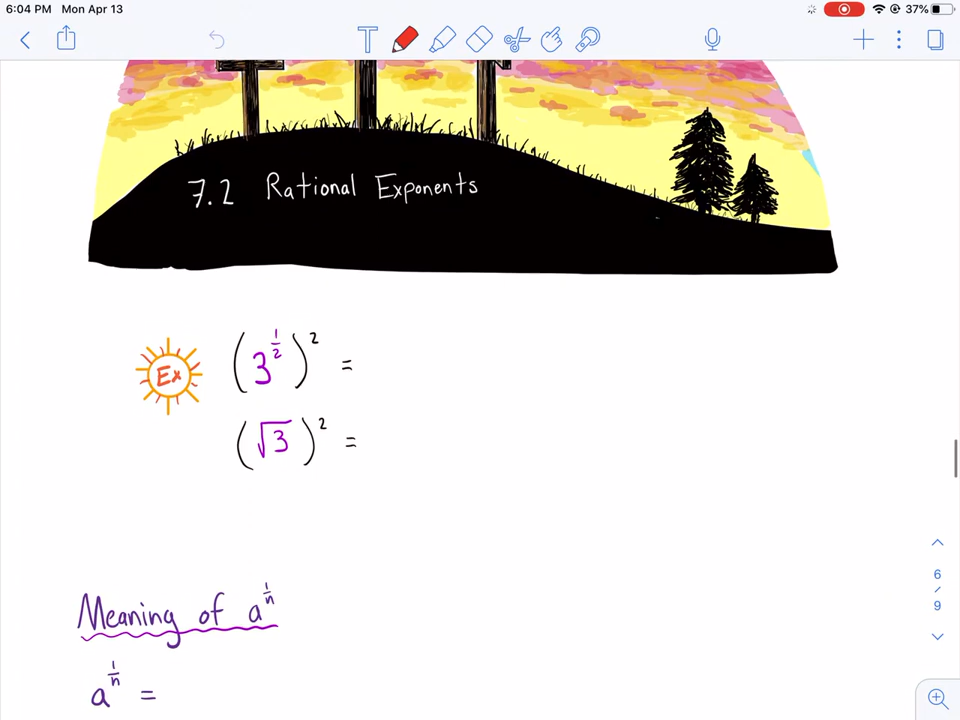 6:04 PM Mon Apr 13 37%
T
7.2 Rational Exponents
Ex (3^{1/2})^2 =
(√3)^2 =
6
/
9
Meaning of a^{1/n}
a^{1/n} =